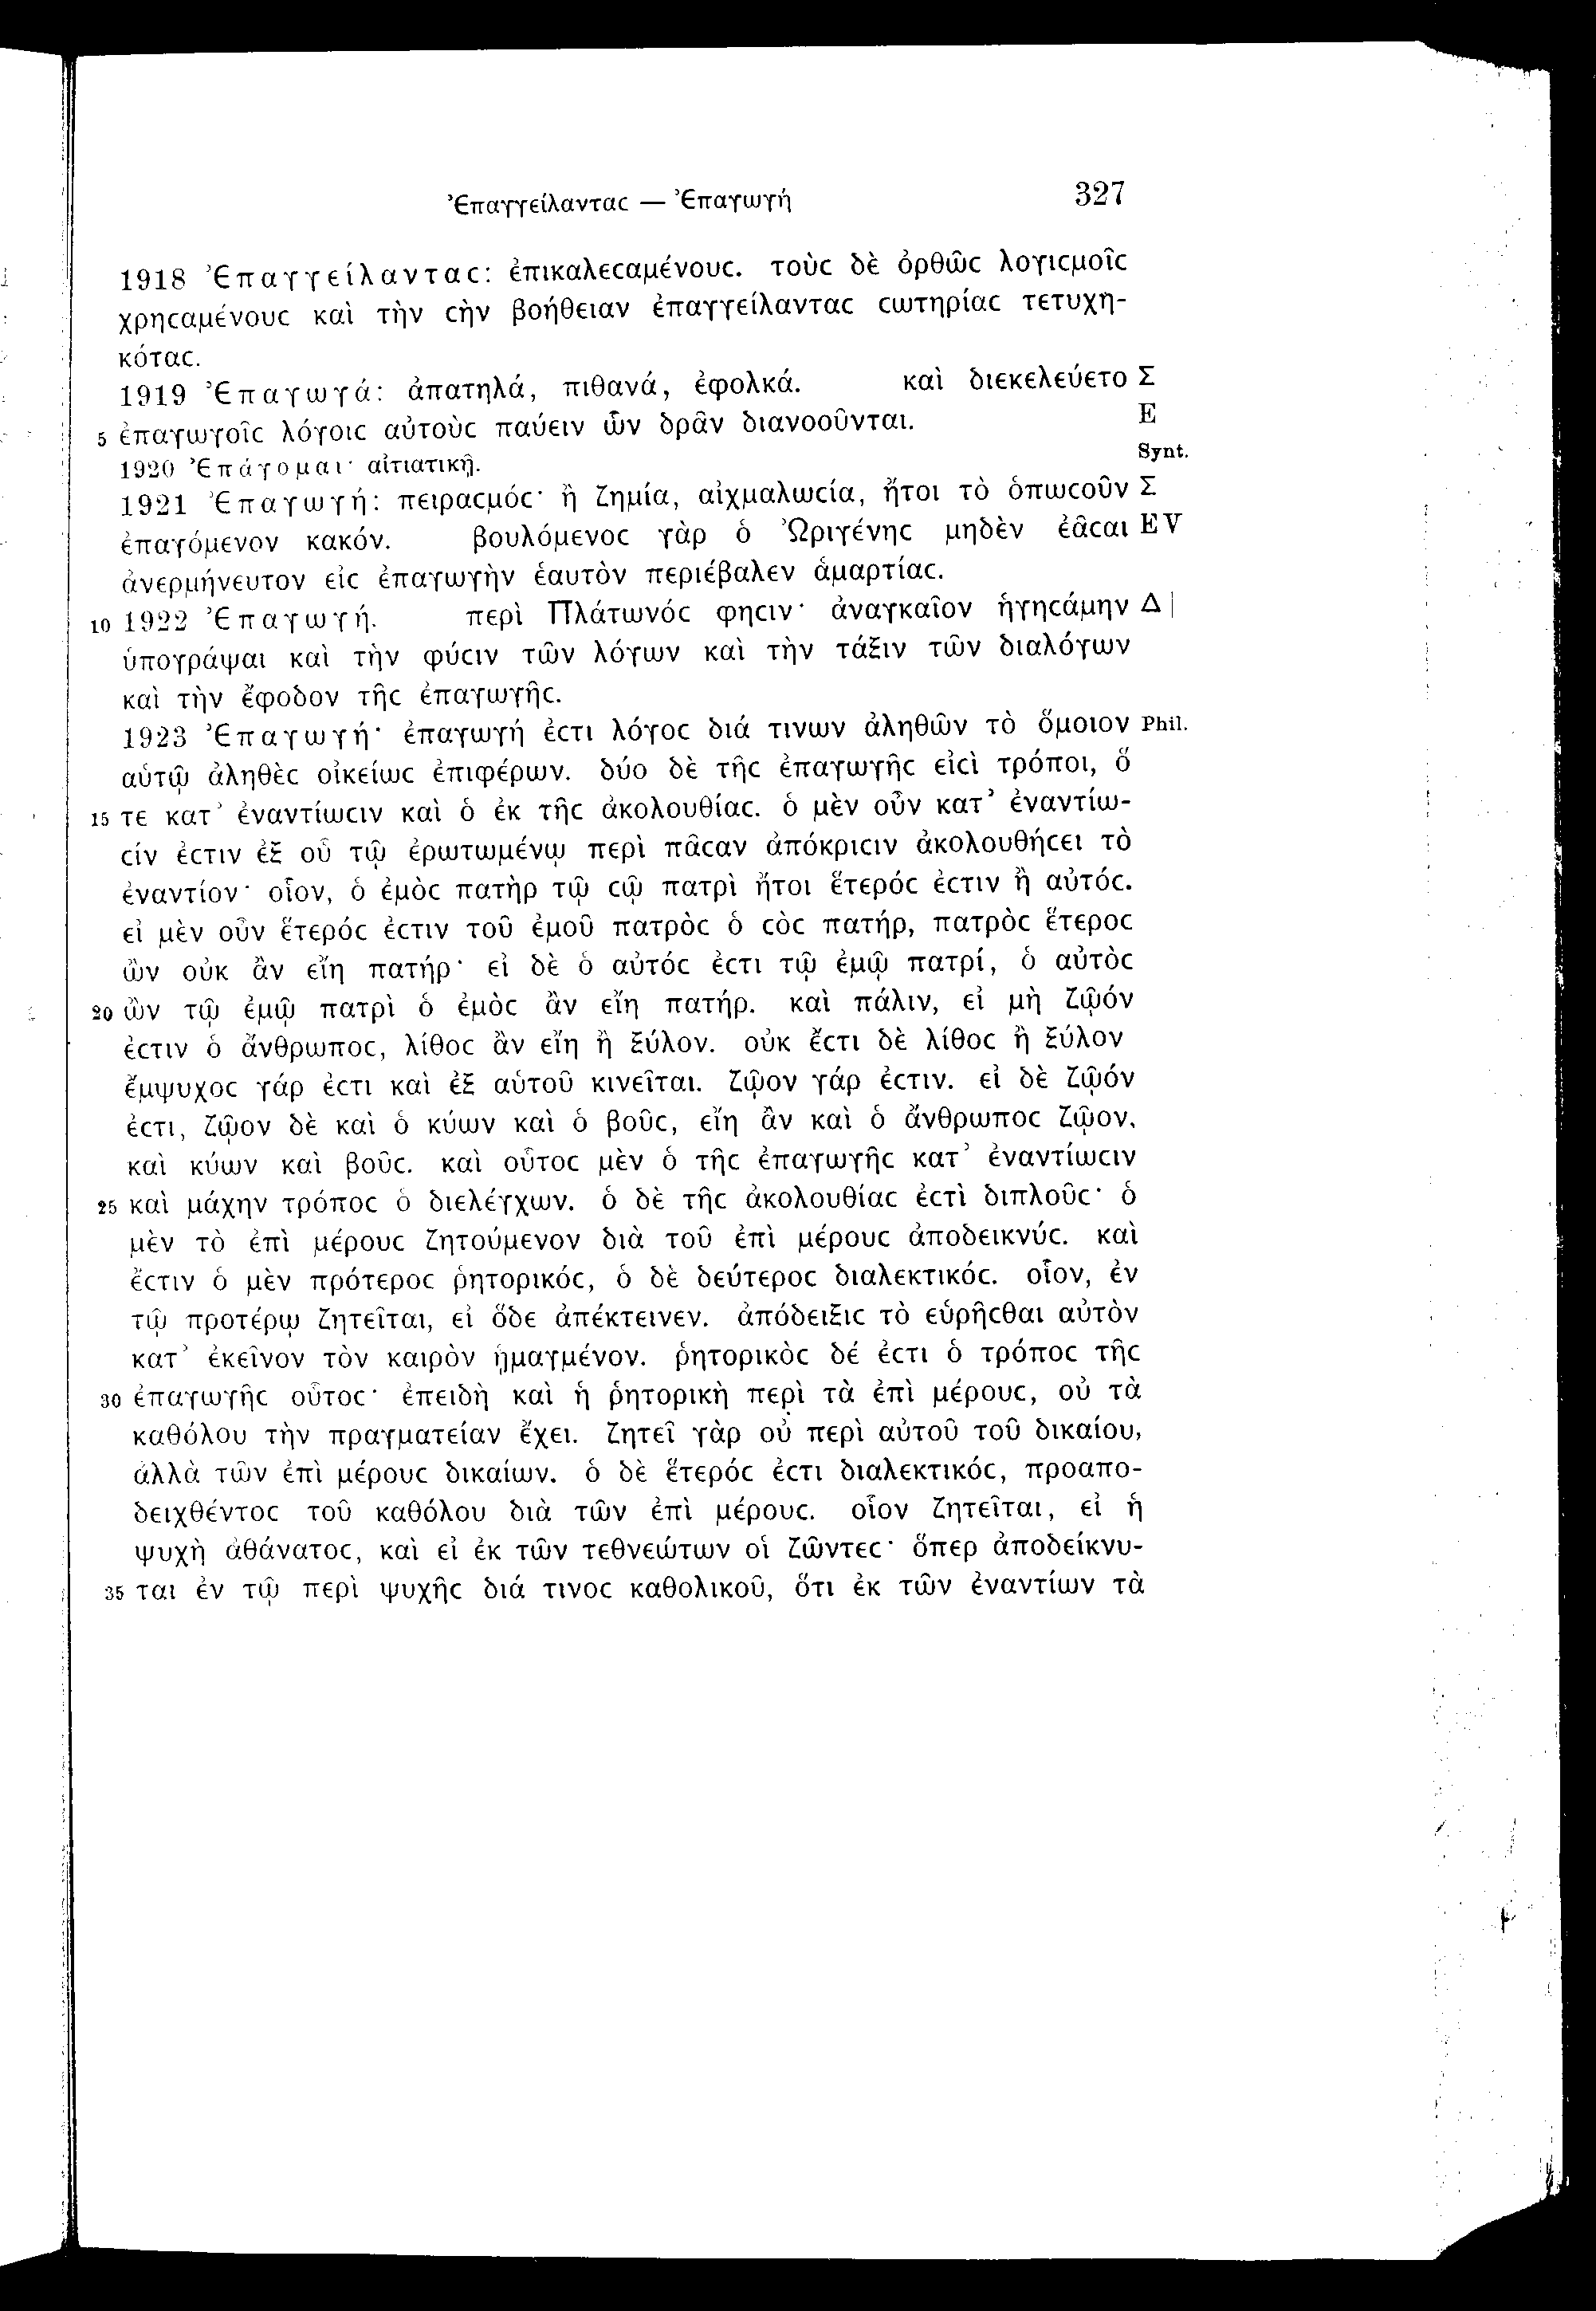 Ἐπαγγείλανταϲ — Ἐπαγωγή 327
1918 Ἐπαγγείλανταϲ: ἐπικαλεϲαμένουϲ. τοὺϲ δὲ ὀρθῶϲ λογιϲμοῖϲ
χρηϲαμένουϲ καὶ τὴν ϲὴν βοήθειαν ἐπαγγείλανταϲ ϲωτηρίαϲ τετυχη-
κόταϲ.
1919 Ἐπαγωγά: ἀπατηλά, πιθανά, ἐφολκά. καὶ διεκελεύετο Σ
5 ἐπαγωγοῖϲ λόγοιϲ αὐτοὺϲ παύειν ὧν δρᾶν διανοοῦνται. E
1920 Ἐπάγομαι· αἰτιατικῇ. Synt.
1921 Ἐπαγωγή: πειραϲμόϲ· ἢ ζημία, αἰχμαλωϲία, ἤτοι τὸ ὁπωϲοῦν Σ
ἐπαγόμενον κακόν. βουλόμενοϲ γὰρ ὁ Ὠριγένηϲ μηδὲν ἐᾶϲαι EV
ἀνερμήνευτον εἰϲ ἐπαγωγὴν ἑαυτὸν περιέβαλεν ἁμαρτίαϲ.
10 1922 Ἐπαγωγή. περὶ Πλάτωνόϲ φηϲιν· ἀναγκαῖον ἡγηϲάμην Δ|
ὑπογράψαι καὶ τὴν φύϲιν τῶν λόγων καὶ τὴν τάξιν τῶν διαλόγων
καὶ τὴν ἔφοδον τῆϲ ἐπαγωγῆϲ.
1923 Ἐπαγωγή· ἐπαγωγή ἐϲτι λόγοϲ διά τινων ἀληθῶν τὸ ὅμοιον Phil.
αὑτῷ ἀληθὲϲ οἰκείωϲ ἐπιφέρων. δύο δὲ τῆϲ ἐπαγωγῆϲ εἰϲὶ τρόποι, ὅ
15 τε κατ᾽ ἐναντίωϲιν καὶ ὁ ἐκ τῆϲ ἀκολουθίαϲ. ὁ μὲν οὖν κατ᾽ ἐναντίω-
ϲίν ἐϲτιν ἐξ οὗ τῷ ἐρωτωμένῳ περὶ πᾶϲαν ἀπόκριϲιν ἀκολουθήϲει τὸ
ἐναντίον· οἷον, ὁ ἐμὸϲ πατὴρ τῷ ϲῷ πατρὶ ἤτοι ἕτερόϲ ἐϲτιν ἢ αὐτόϲ.
εἰ μὲν οὖν ἕτερόϲ ἐϲτιν τοῦ ἐμοῦ πατρὸϲ ὁ ϲὸϲ πατήρ, πατρὸϲ ἕτεροϲ
ὢν οὐκ ἂν εἴη πατήρ· εἰ δὲ ὁ αὐτόϲ ἐϲτι τῷ ἐμῷ πατρί, ὁ αὐτὸϲ
20 ὢν τῷ ἐμῷ πατρὶ ὁ ἐμὸϲ ἂν εἴη πατήρ. καὶ πάλιν, εἰ μὴ ζῷόν
ἐϲτιν ὁ ἄνθρωποϲ, λίθοϲ ἂν εἴη ἢ ξύλον. οὐκ ἔϲτι δὲ λίθοϲ ἢ ξύλον
ἔμψυχοϲ γάρ ἐϲτι καὶ ἐξ αὑτοῦ κινεῖται. ζῷον γάρ ἐϲτιν. εἰ δὲ ζῷόν
ἐϲτι, ζῷον δὲ καὶ ὁ κύων καὶ ὁ βοῦϲ, εἴη ἂν καὶ ὁ ἄνθρωποϲ ζῷον.
καὶ κύων καὶ βοῦϲ. καὶ οὗτοϲ μὲν ὁ τῆϲ ἐπαγωγῆϲ κατ᾽ ἐναντίωϲιν
25 καὶ μάχην τρόποϲ ὁ διελέγχων. ὁ δὲ τῆϲ ἀκολουθίαϲ ἐϲτὶ διπλοῦϲ· ὁ
μὲν τὸ ἐπὶ μέρουϲ ζητούμενον διὰ τοῦ ἐπὶ μέρουϲ ἀποδεικνύϲ. καὶ
ἔϲτιν ὁ μὲν πρότεροϲ ῥητορικόϲ, ὁ δὲ δεύτεροϲ διαλεκτικόϲ. οἷον, ἐν
τῷ προτέρῳ ζητεῖται, εἰ ὅδε ἀπέκτεινεν. ἀπόδειξιϲ τὸ εὑρῆϲθαι αὐτὸν
κατ᾽ ἐκεῖνον τὸν καιρὸν ᾑμαγμένον. ῥητορικὸϲ δέ ἐϲτι ὁ τρόποϲ τῆϲ
30 ἐπαγωγῆϲ οὗτοϲ· ἐπειδὴ καὶ ἡ ῥητορικὴ περὶ τὰ ἐπὶ μέρουϲ, οὐ τὰ
καθόλου τὴν πραγματείαν ἔχει. ζητεῖ γὰρ οὐ περὶ αὐτοῦ τοῦ δικαίου,
ἀλλὰ τῶν ἐπὶ μέρουϲ δικαίων. ὁ δὲ ἕτερόϲ ἐϲτι διαλεκτικόϲ, προαπο-
δειχθέντοϲ τοῦ καθόλου διὰ τῶν ἐπὶ μέρουϲ. οἷον ζητεῖται, εἰ ἡ
ψυχὴ ἀθάνατοϲ, καὶ εἰ ἐκ τῶν τεθνεώτων οἱ ζῶντεϲ· ὅπερ ἀποδείκνυ-
35 ται ἐν τῷ περὶ ψυχῆϲ διά τινοϲ καθολικοῦ, ὅτι ἐκ τῶν ἐναντίων τὰ